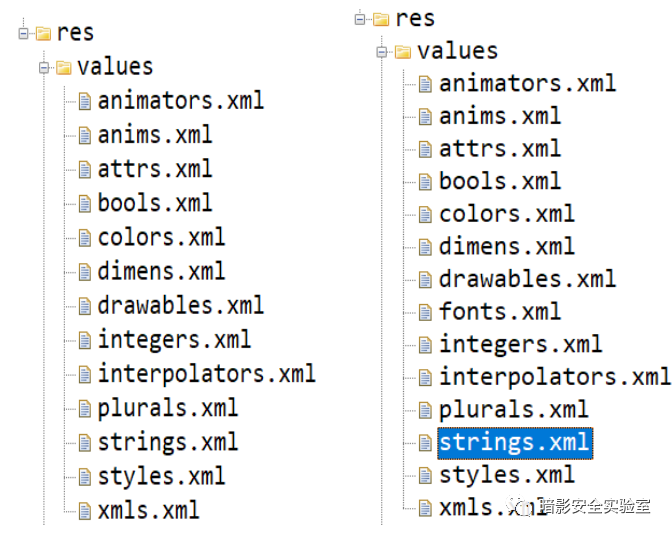 res
values
animators.xml
anims.xml
attrs.xml
bools.xml
colors.xml
dimens.xml
drawables.xml
integers.xml
interpolators.xml
plurals.xml
strings.xml
styles.xml
xmls.xml
res
values
animators.xml
anims.xml
attrs.xml
bools.xml
colors.xml
dimens.xml
drawables.xml
fonts.xml
integers.xml
interpolators.xml
plurals.xml
strings.xml
styles.xml
xmls.xml
暗影安全实验室